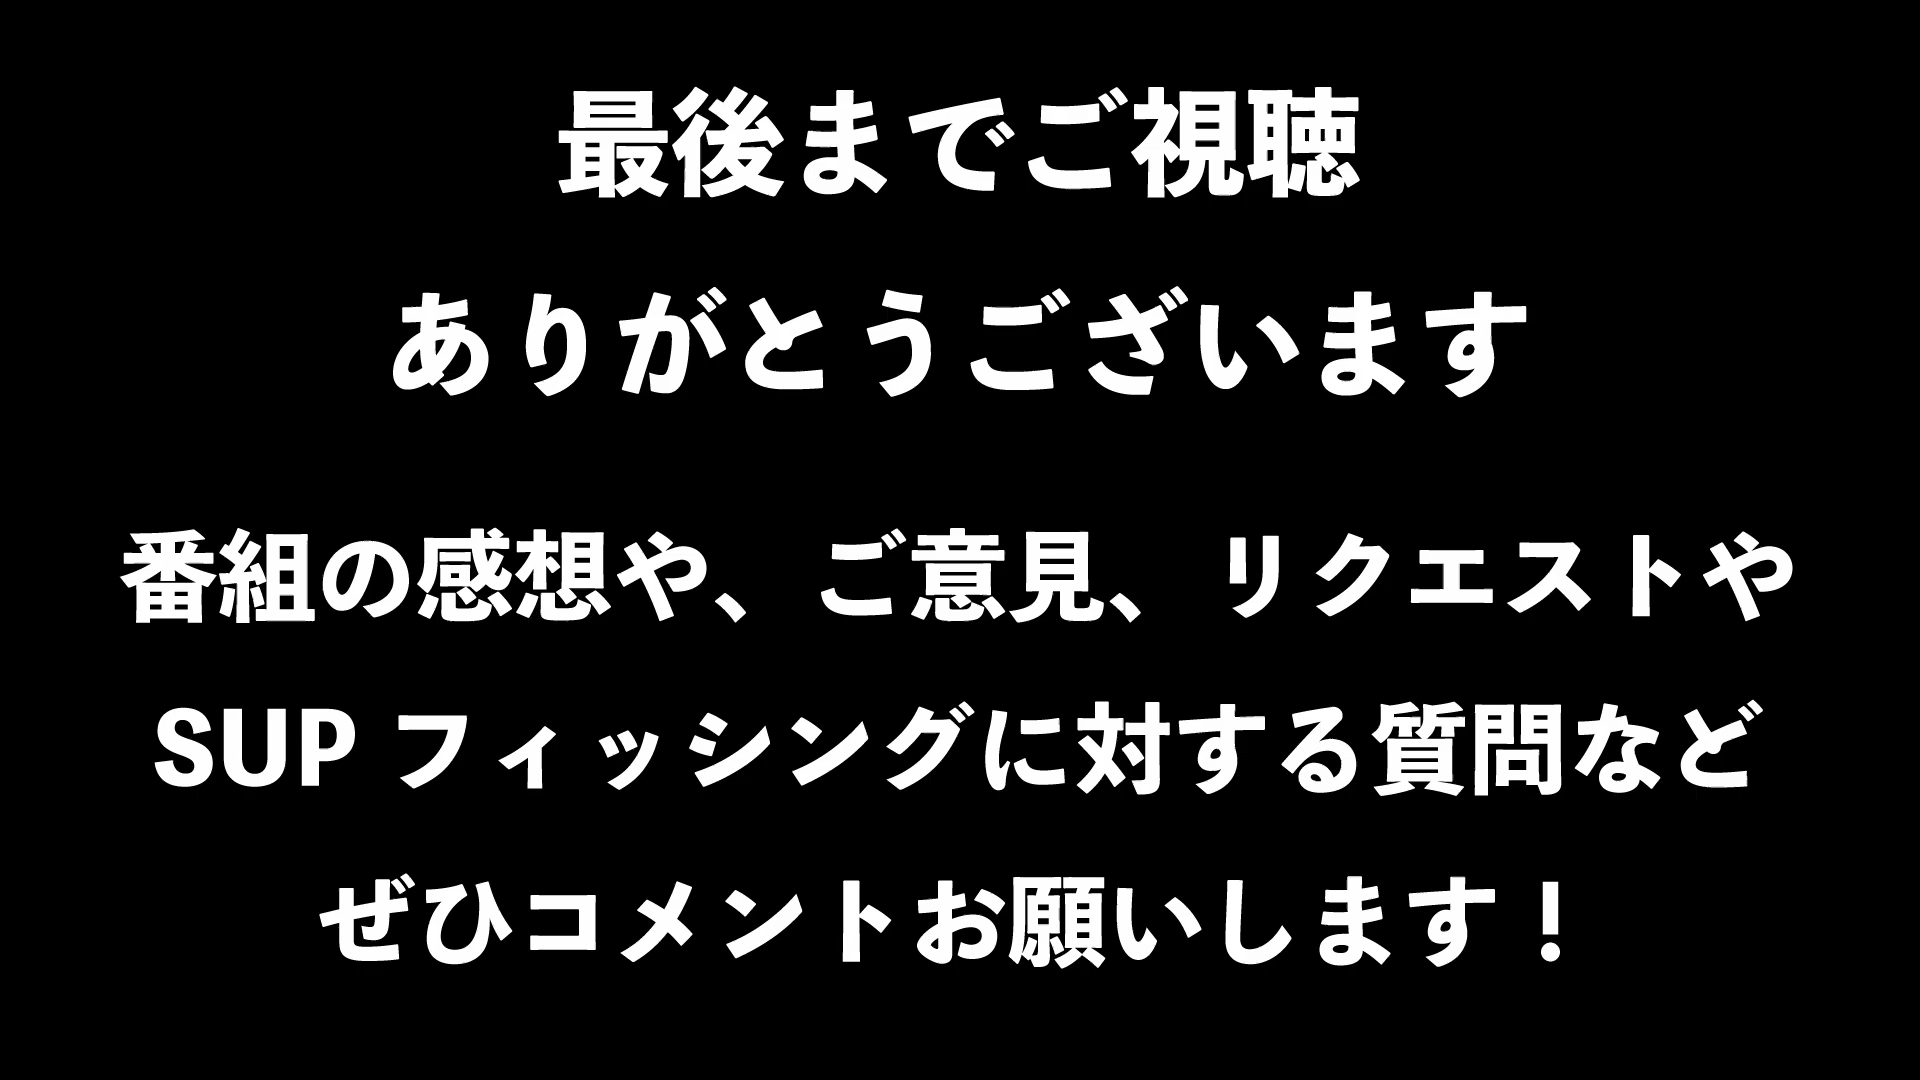 最後までご視聴
ありがとうございます
番組の感想や、ご意見、リクエストや
SUPフィッシングに対する質問など
ぜひコメントお願いします！